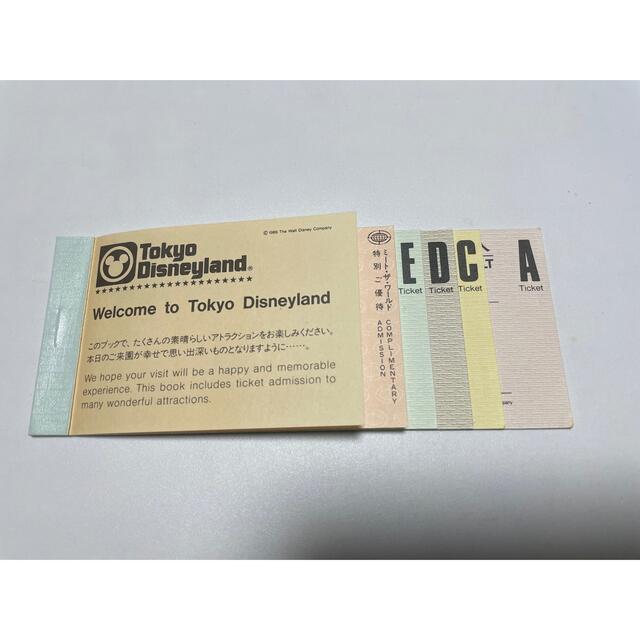 © 1989 The Walt Disney Company
Tokyo
Disneyland®
Welcome to Tokyo Disneyland
このブックで、たくさんの素晴らしいアトラクションをお楽しみください。
本日のご来園が幸せで思い出深いものとなりますように……。
We hope your visit will be a happy and memorable
experience. This book includes ticket admission to
many wonderful attractions.
ミート・ザ・ワールド
特別ご優待
COMPLIMENTARY
ADMISSION
E
Ticket
D
Ticket
C
Ticket
LT
A
Ticket